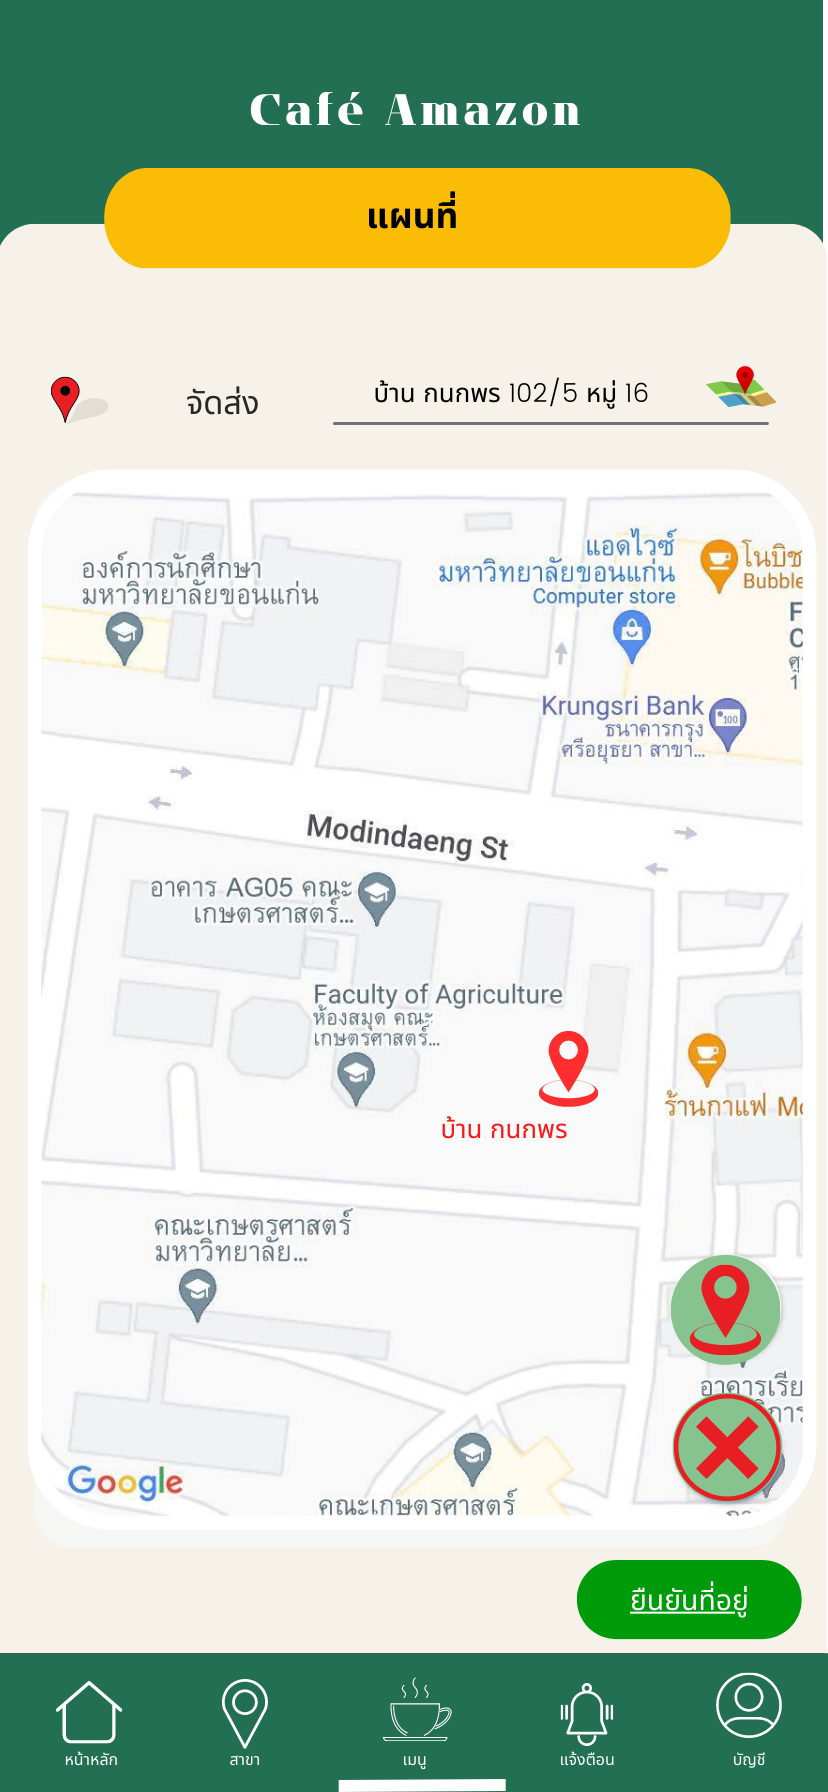 Café Amazon
แผนที่
จัดส่ง
บ้าน กนกพร 102/5 หมู่ 16
องค์การนักศึกษา
มหาวิทยาลัยขอนแก่น
แอดไวซ์
มหาวิทยาลัยขอนแก่น
Computer store
โนบิช
Bubble
Krungsri Bank
ธนาคารกรุง
ศรีอยุธยา สาขา...
Modindaeng St
อาคาร AG05 คณะ
เกษตรศาสตร์...
Faculty of Agriculture
ห้องสมุด คณะ
เกษตรศาสตร์...
บ้าน กนกพร
ร้านกาแฟ
คณะเกษตรศาสตร์
มหาวิทยาลัย...
อาคารเรีย
Google
คณะเกษตรศาสตร์
ยืนยันที่อยู่
หน้าหลัก
สาขา
เมนู
แจ้งตือน
บัญชี